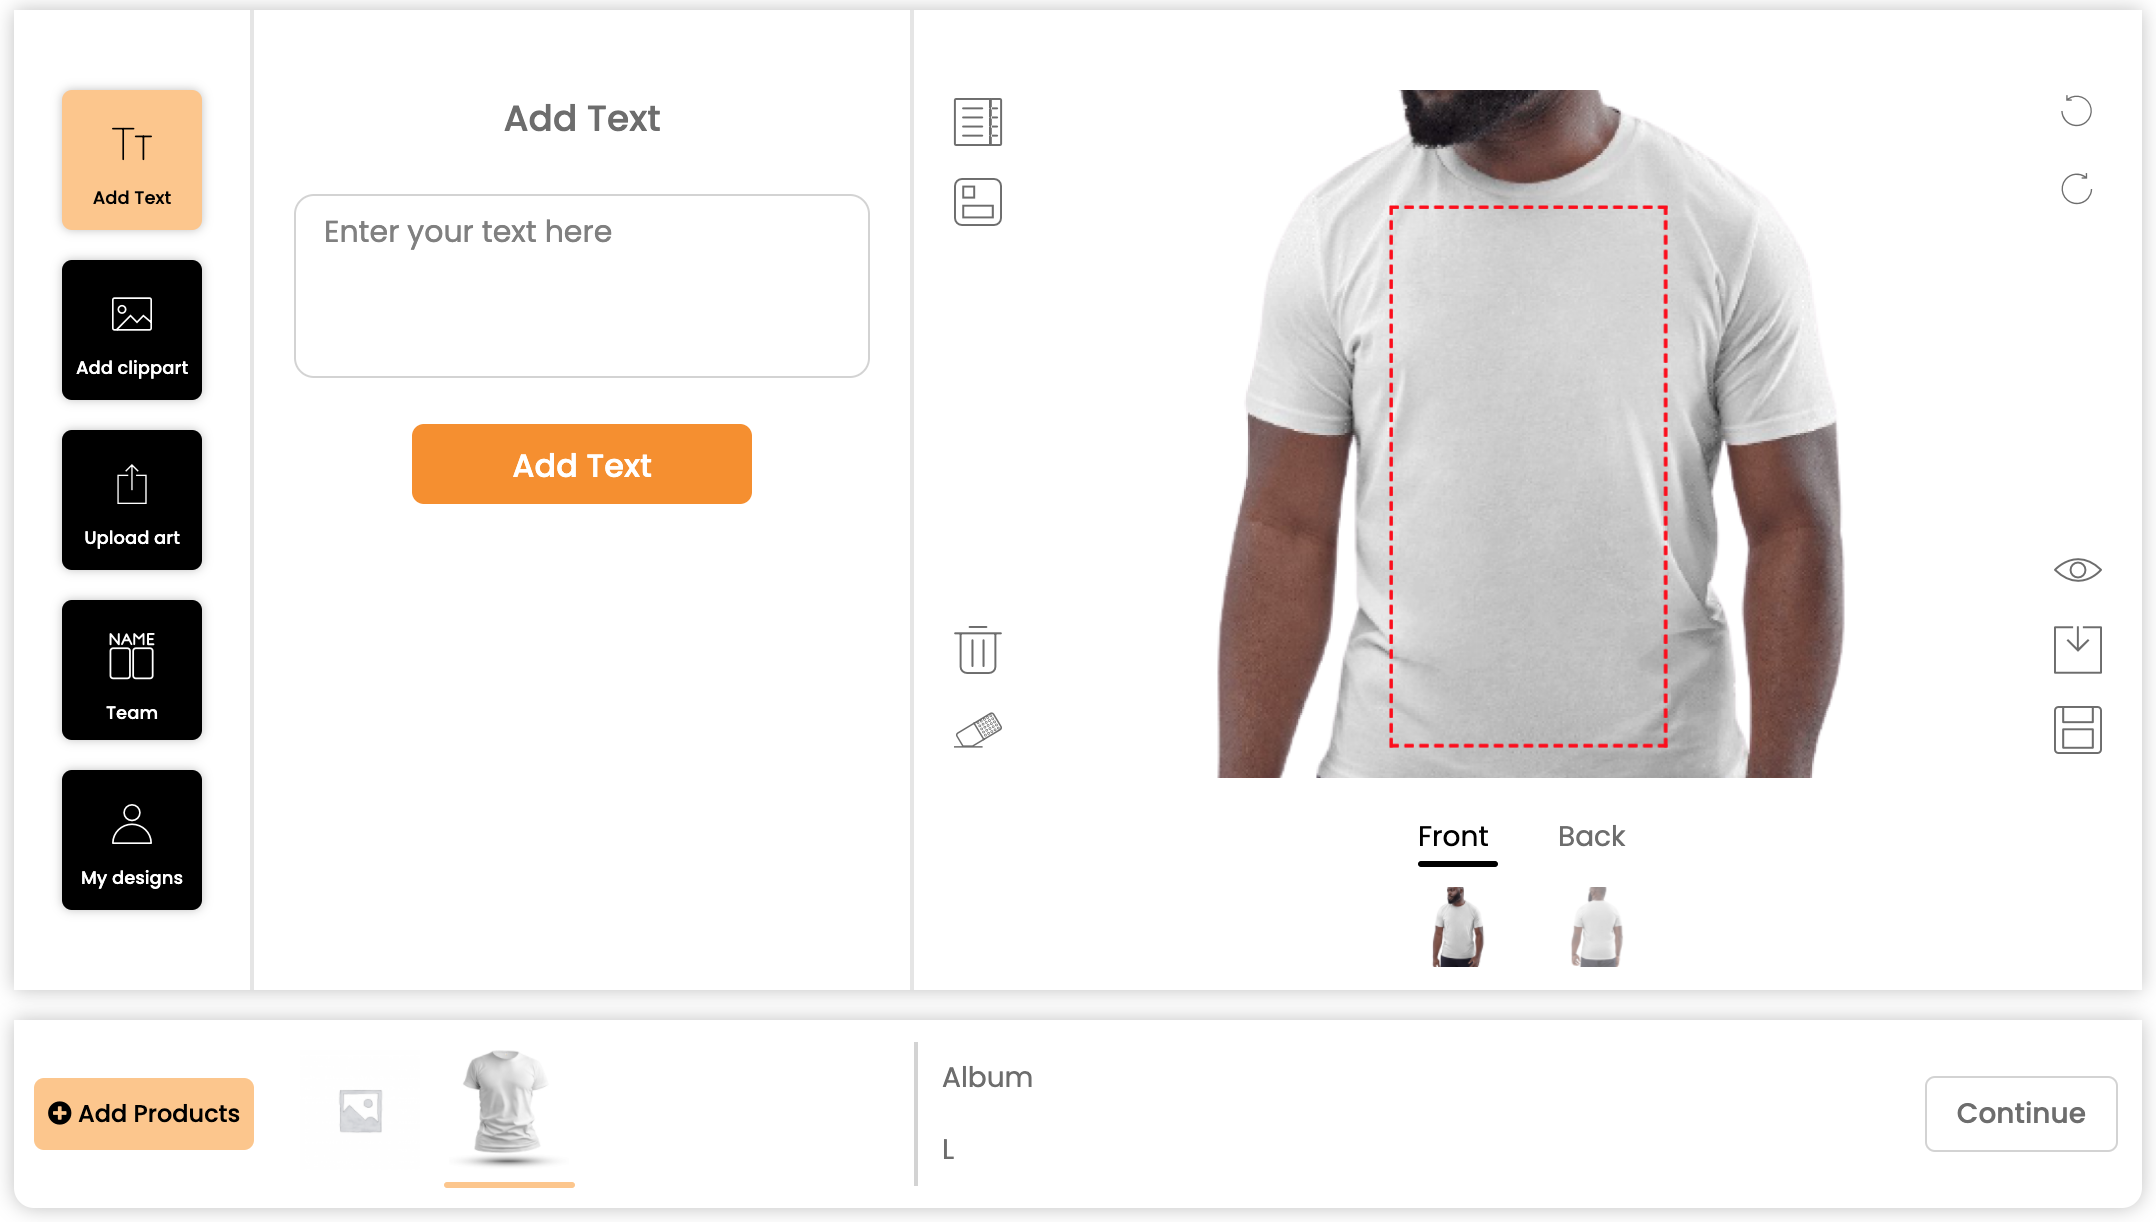 Add Text
Add clippart
Upload art
NAME
Team
My designs
Add Text
Enter your text here
Add Text
Front
Back
Add Products
Album
L
Continue